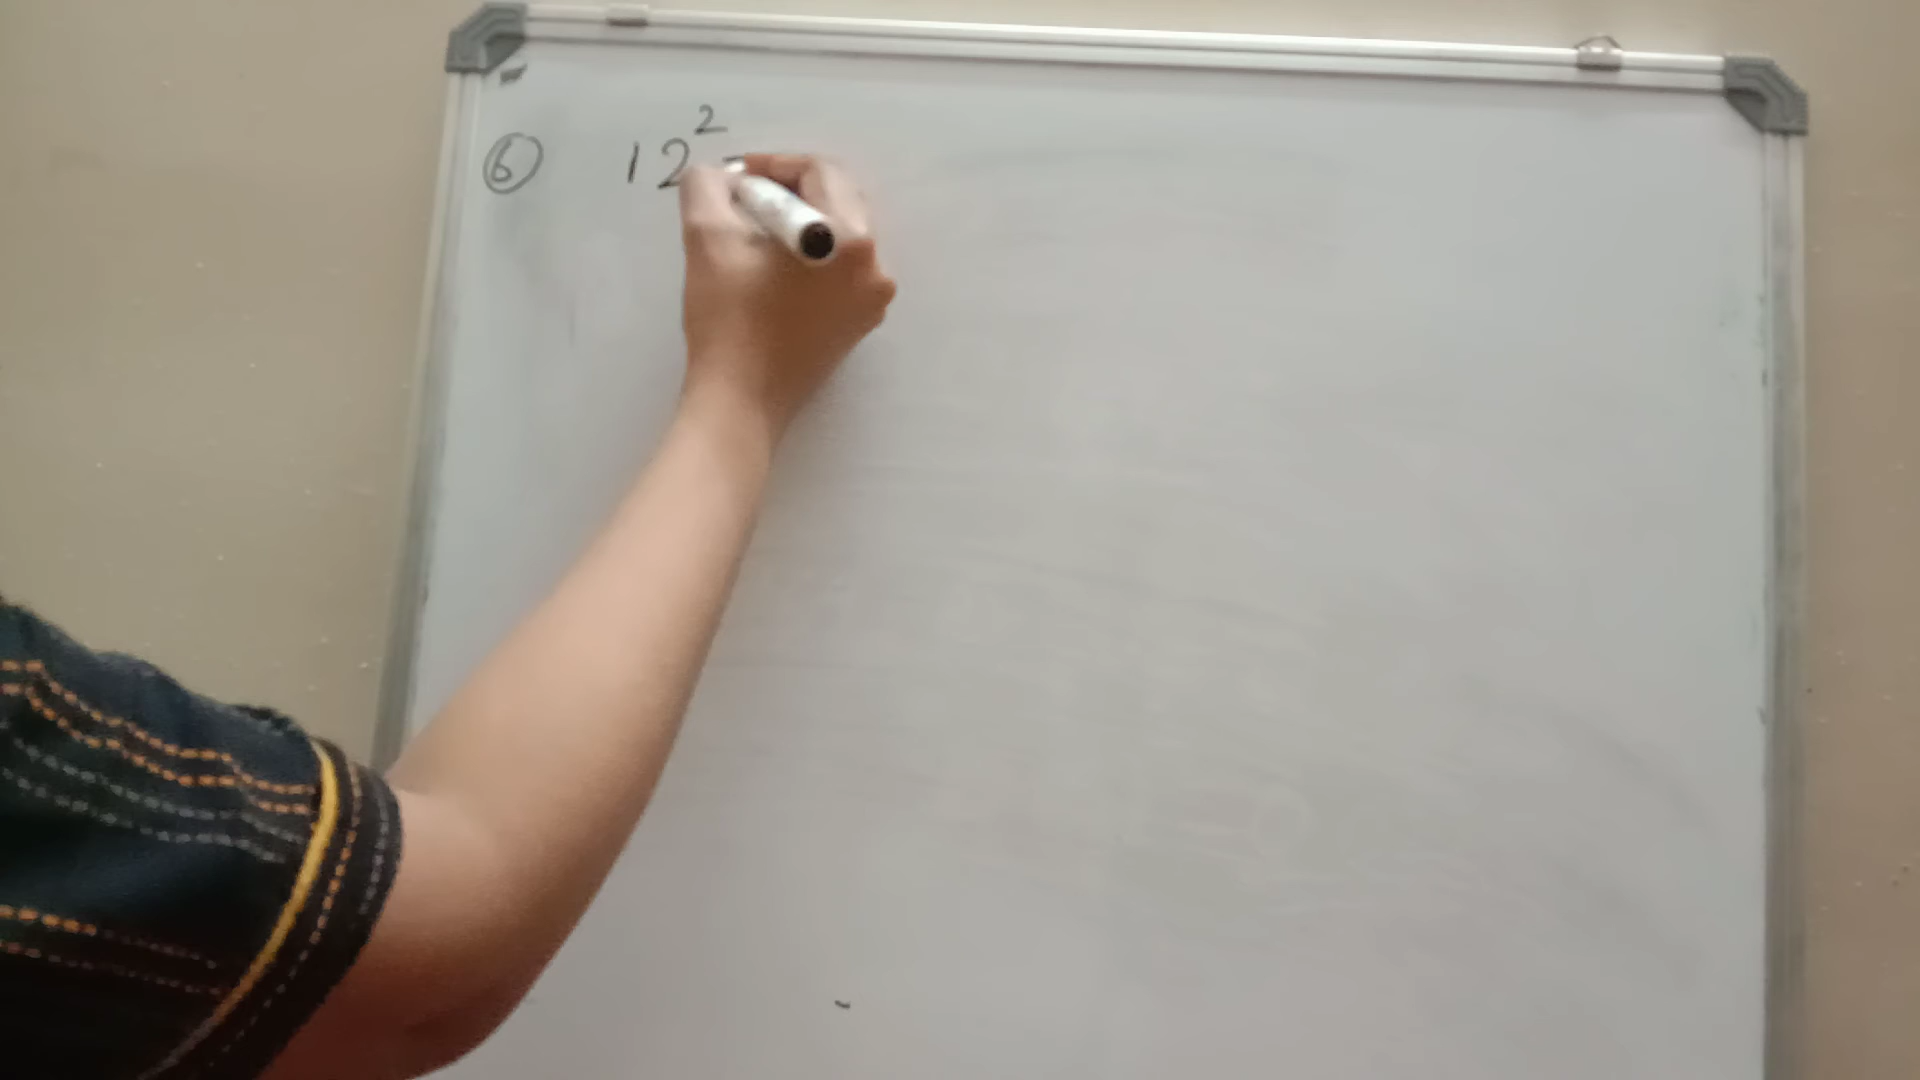 ⑥ 12² =